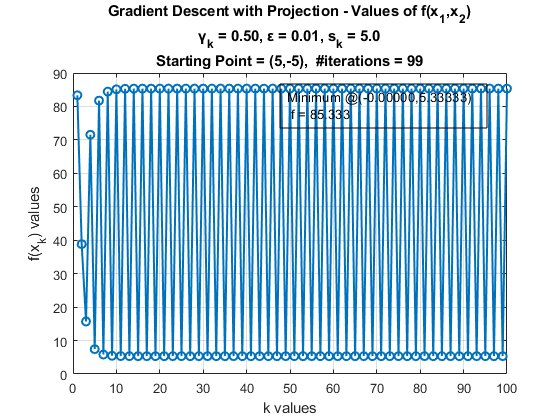 Gradient Descent with Projection - Values of f(x₁,x₂)
γₖ = 0.50, ε = 0.01, sₖ = 5.0
Starting Point = (5,-5), #iterations = 99
90
80
70
60
50
40
30
20
10
0
f(xₖ) values
Minimum @(-0.00000,5.33333)
f = 85.333
0 10 20 30 40 50 60 70 80 90 100
k values